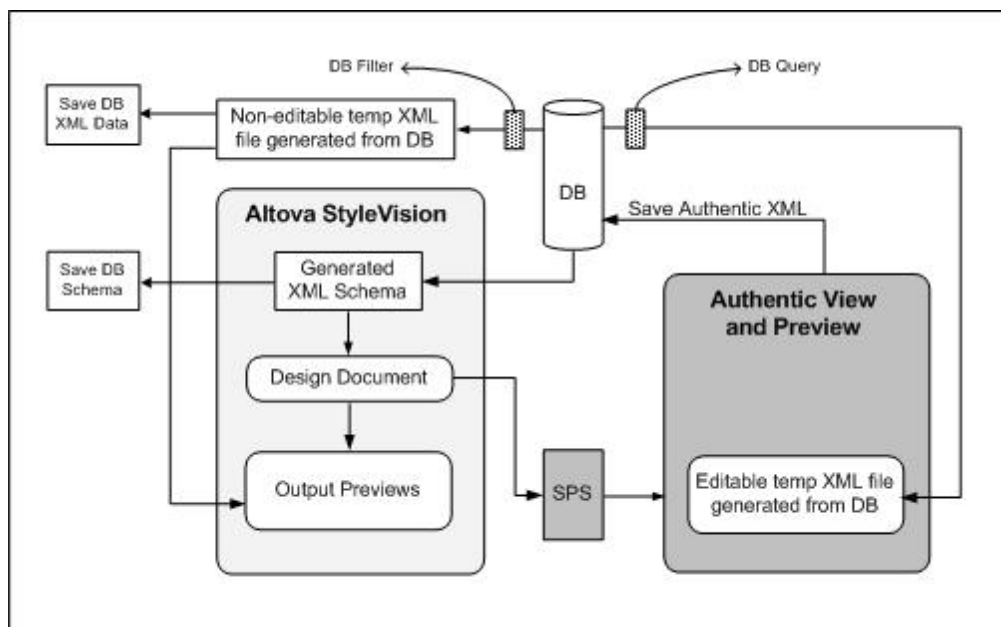 DB Filter
DB Query
Save DB
XML Data
Non-editable temp XML
file generated from DB
DB
Altova StyleVision
Save Authentic XML
Save DB
Schema
Generated
XML Schema
Authentic View
and Preview
Design Document
Output Previews
SPS
Editable temp XML file
generated from DB